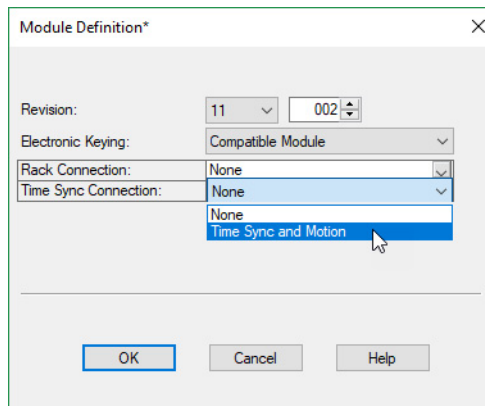 Module Definition*
Revision: 11 002
Electronic Keying: Compatible Module
Rack Connection: None
Time Sync Connection: None
None
Time Sync and Motion
OK Cancel Help